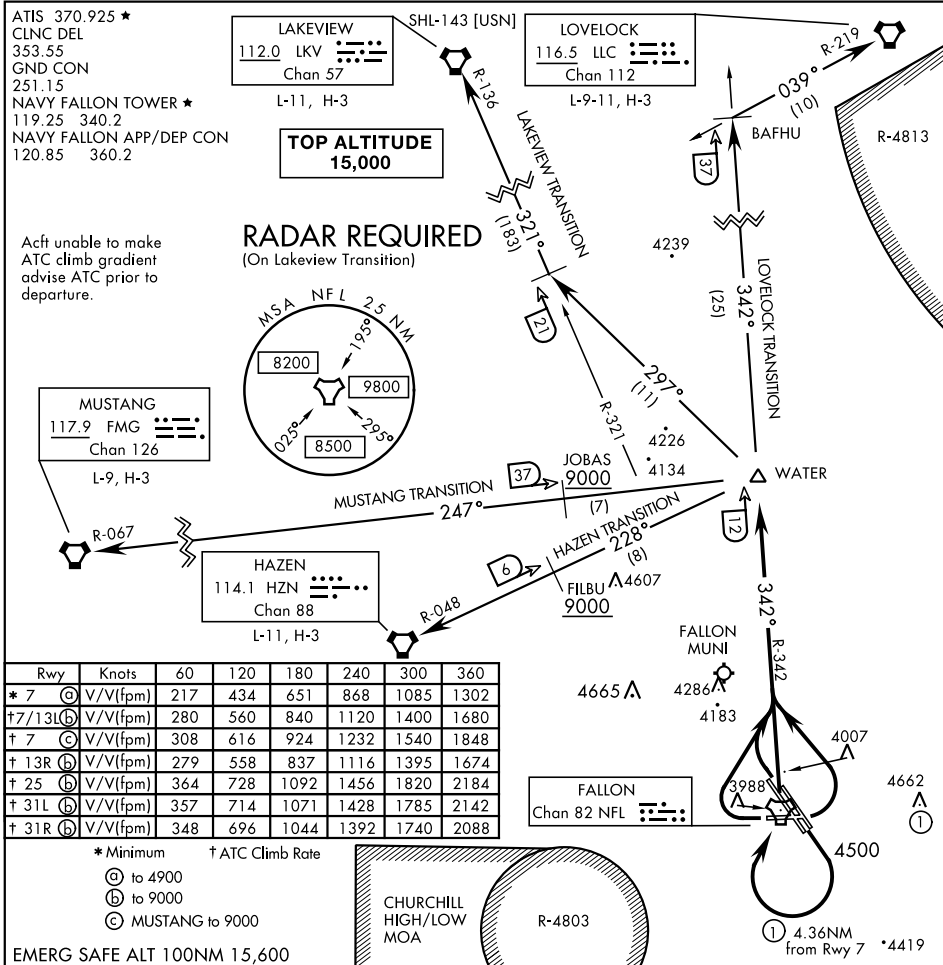 ATIS 370.925 ★
CLNC DEL
353.55
GND CON
251.15
NAVY FALLON TOWER ★
119.25 340.2
NAVY FALLON APP/DEP CON
120.85 360.2
LAKEVIEW
112.0 LKV
Chan 57
L-11, H-3
SHL-143 [USN]
LOVELOCK
116.5 LLC
Chan 112
L-9-11, H-3
R-219
039°
(10)
BAFHU
R-4813
R-136
LAKEVIEW TRANSITION
TOP ALTITUDE
15,000
37
321°
(183)
Acft unable to make
ATC climb gradient
advise ATC prior to
departure.
RADAR REQUIRED
(On Lakeview Transition)
4239
LOVELOCK TRANSITION
342°
(25)
MSA NFL 25 NM
195°
8200
9800
025°
295°
8500
21
297°
(11)
R-321
4226
4134
MUSTANG
117.9 FMG
Chan 126
L-9, H-3
37
JOBAS
9000
(7)
WATER
MUSTANG TRANSITION
247°
12
R-067
HAZEN TRANSITION
228°
(8)
HAZEN
114.1 HZN
Chan 88
L-11, H-3
6
FILBU
9000
4607
R-048
342°
R-342
FALLON
MUNI
4665
4286
4183
4007
3988
4662
1
FALLON
Chan 82 NFL
4500
Rwy Knots 60 120 180 240 300 360
* 7 a V/V(fpm) 217 434 651 868 1085 1302
†7/13L b V/V(fpm) 280 560 840 1120 1400 1680
† 7 c V/V(fpm) 308 616 924 1232 1540 1848
† 13R b V/V(fpm) 279 558 837 1116 1395 1674
† 25 b V/V(fpm) 364 728 1092 1456 1820 2184
† 31L b V/V(fpm) 357 714 1071 1428 1785 2142
† 31R b V/V(fpm) 348 696 1044 1392 1740 2088
* Minimum † ATC Climb Rate
a to 4900
b to 9000
c MUSTANG to 9000
EMERG SAFE ALT 100NM 15,600
CHURCHILL
HIGH/LOW
MOA
R-4803
1 4.36NM
from Rwy 7
4419